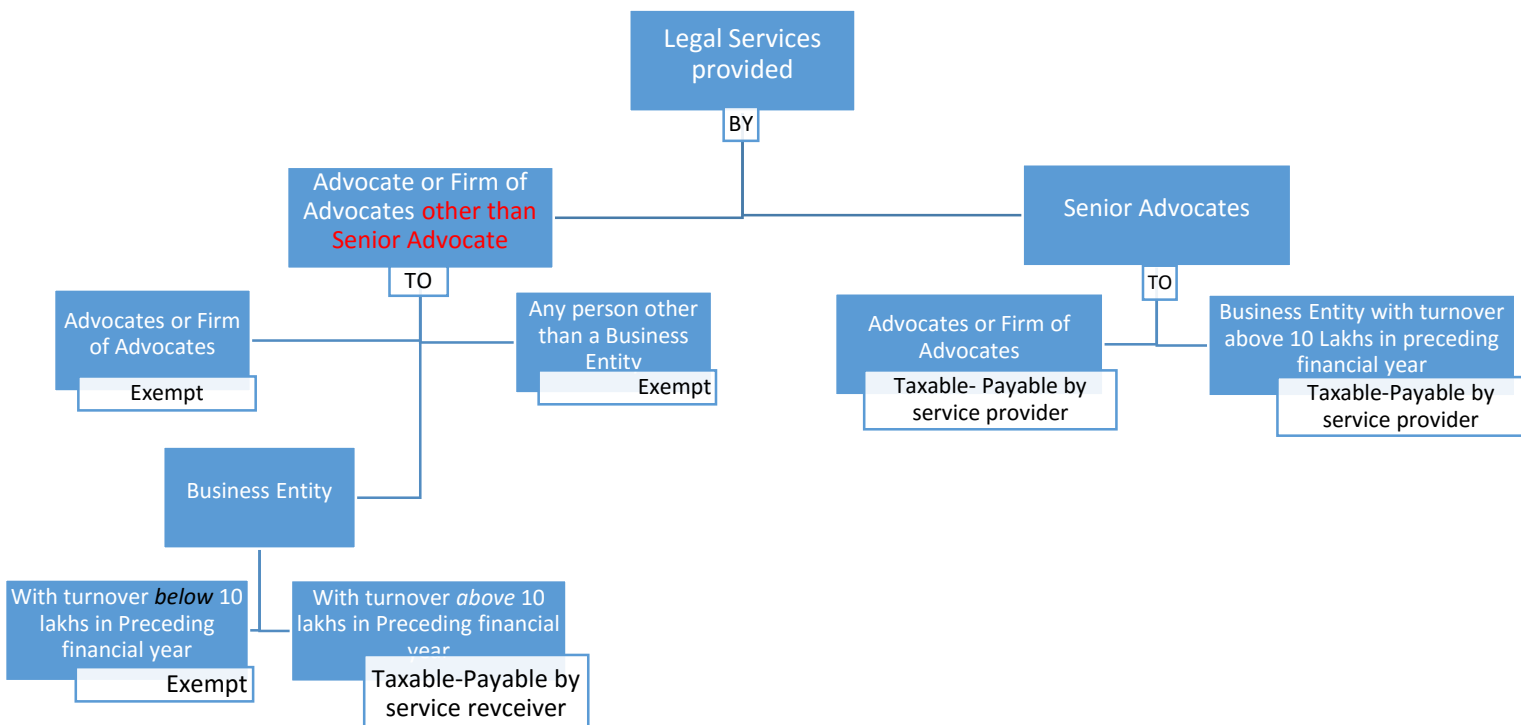 Legal Services
provided
BY
Advocate or Firm of
Advocates other than
Senior Advocate
TO
Senior Advocates
TO
Advocates or Firm
of Advocates
Exempt
Any person other
than a Business
Entity
Exempt
Advocates or Firm of
Advocates
Taxable- Payable by
service provider
Business Entity with turnover
above 10 Lakhs in preceding
financial year
Taxable-Payable by
service provider
Business Entity
With turnover below 10
lakhs in Preceding
financial year
Exempt
With turnover above 10
lakhs in Preceding financial
year
Taxable-Payable by
service revceiver